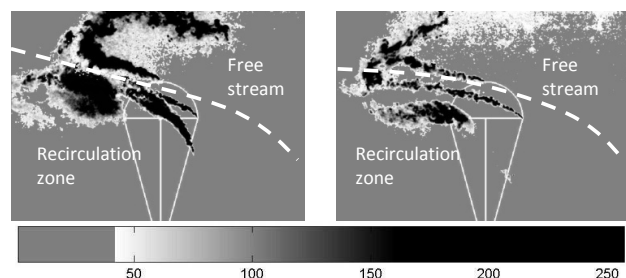 Free
stream
Recirculation
zone
Free
stream
Recirculation
zone
50
100
150
200
250